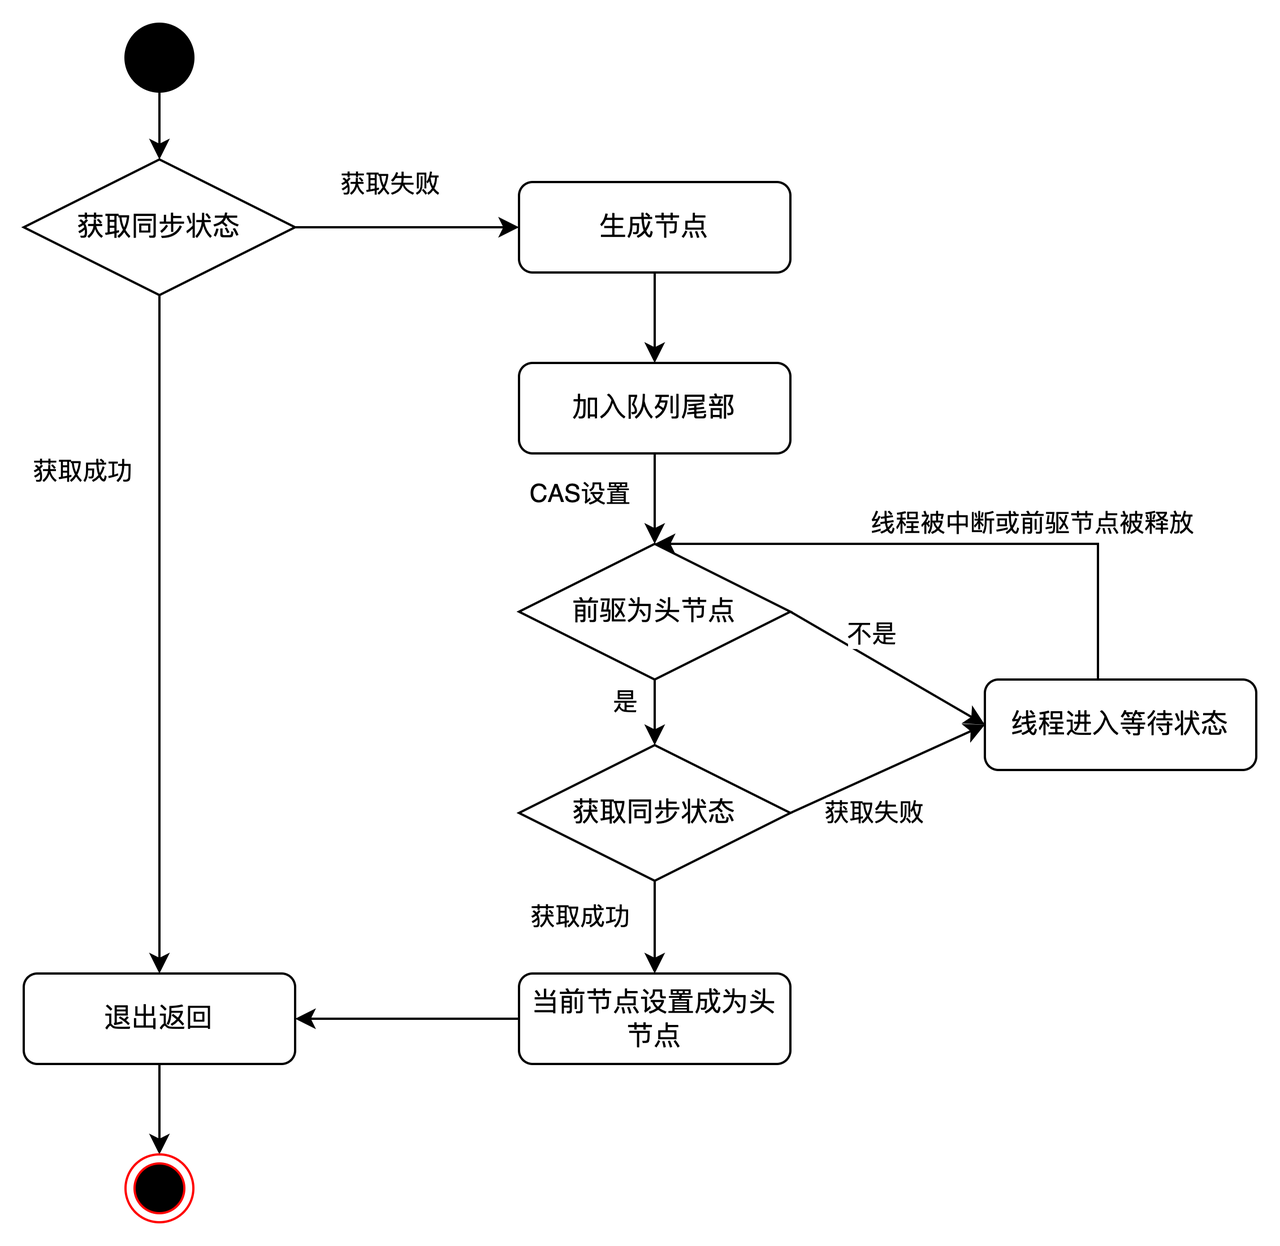 获取失败
获取同步状态
生成节点
加入队列尾部
获取成功
CAS设置
线程被中断或前驱节点被释放
前驱为头节点
不是
是
线程进入等待状态
获取同步状态
获取失败
获取成功
当前节点设置成为头
节点
退出返回